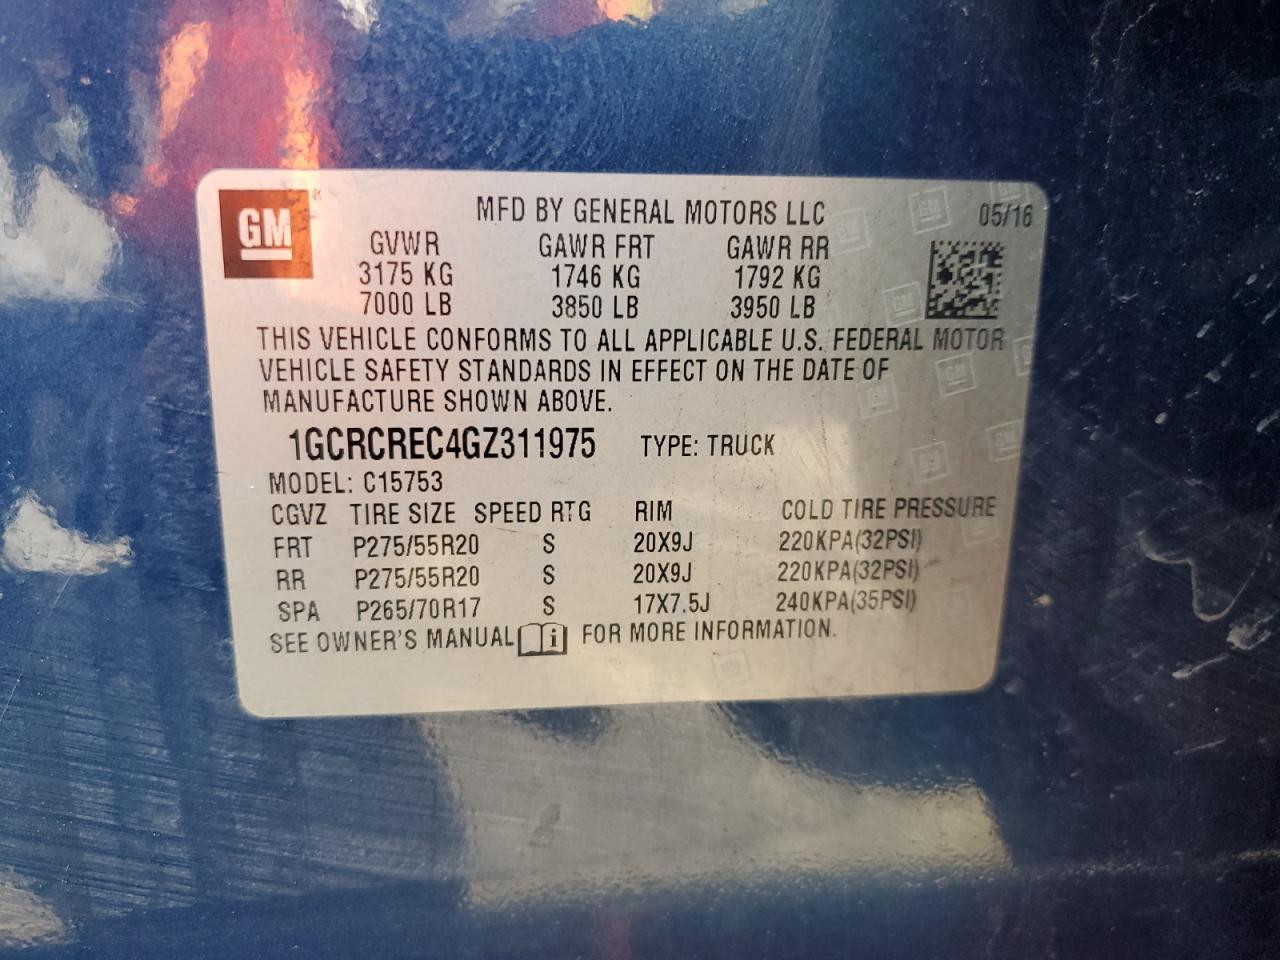 GM ®
MFD BY GENERAL MOTORS LLC 05/16
GVWR GAWR FRT GAWR RR
3175 KG 1746 KG 1792 KG
7000 LB 3850 LB 3950 LB
THIS VEHICLE CONFORMS TO ALL APPLICABLE U.S. FEDERAL MOTOR
VEHICLE SAFETY STANDARDS IN EFFECT ON THE DATE OF
MANUFACTURE SHOWN ABOVE.
1GCRCREC4GZ311975 TYPE: TRUCK
MODEL: C15753
CGVZ TIRE SIZE SPEED RTG RIM COLD TIRE PRESSURE
FRT P275/55R20 S 20X9J 220KPA(32PSI)
RR P275/55R20 S 20X9J 220KPA(32PSI)
SPA P265/70R17 S 17X7.5J 240KPA(35PSI)
SEE OWNER'S MANUAL i FOR MORE INFORMATION.